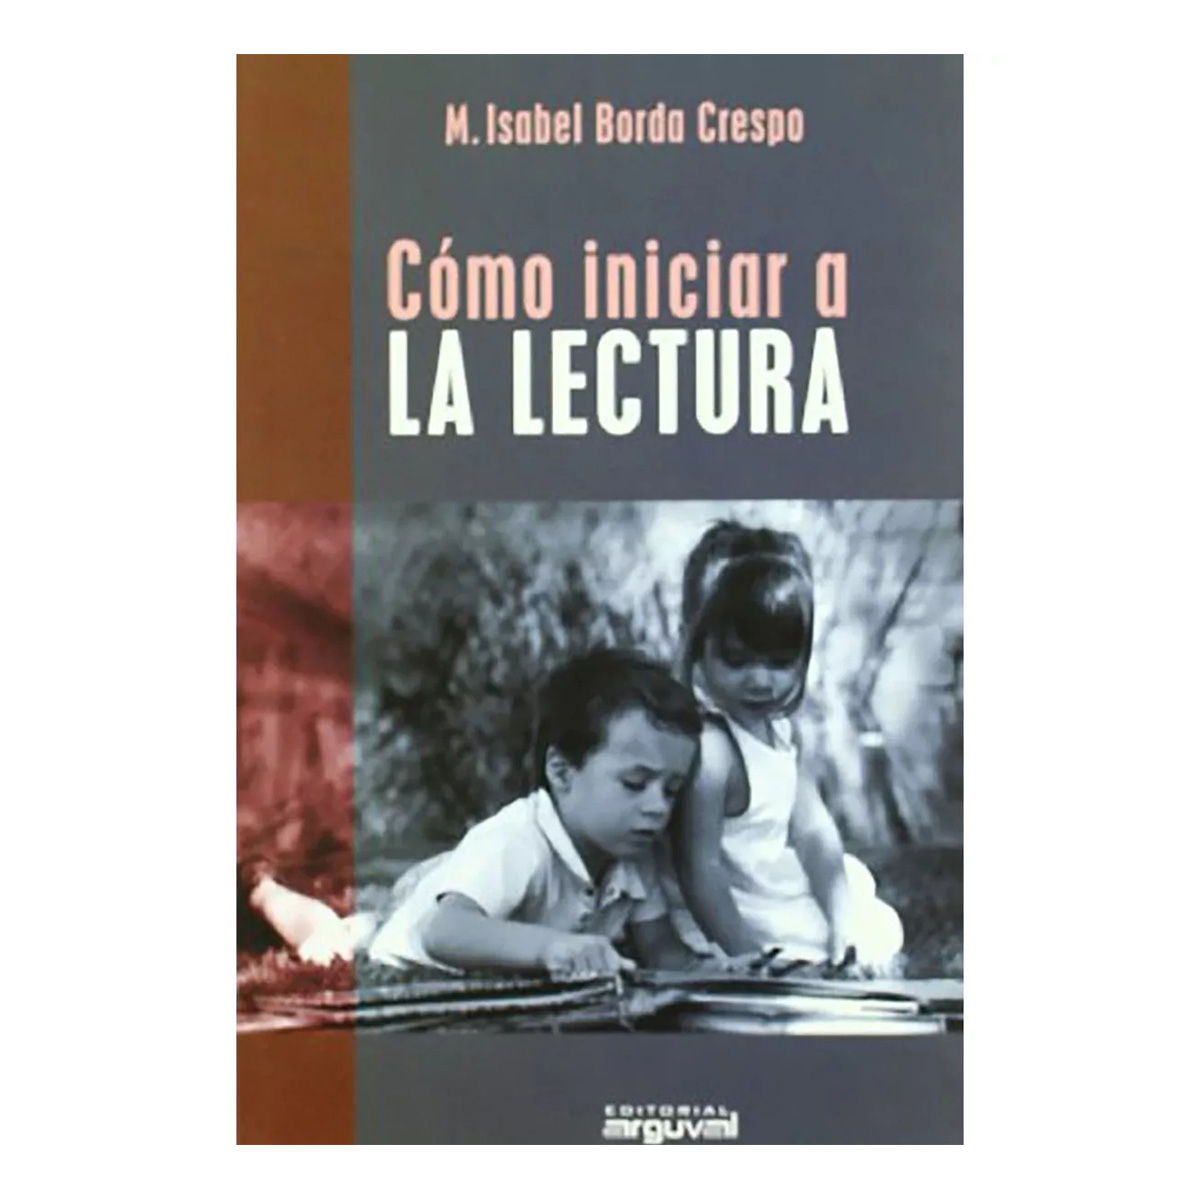 M. Isabel Borda Crespo
Cómo iniciar a
LA LECTURA
EDITORIAL
arguval